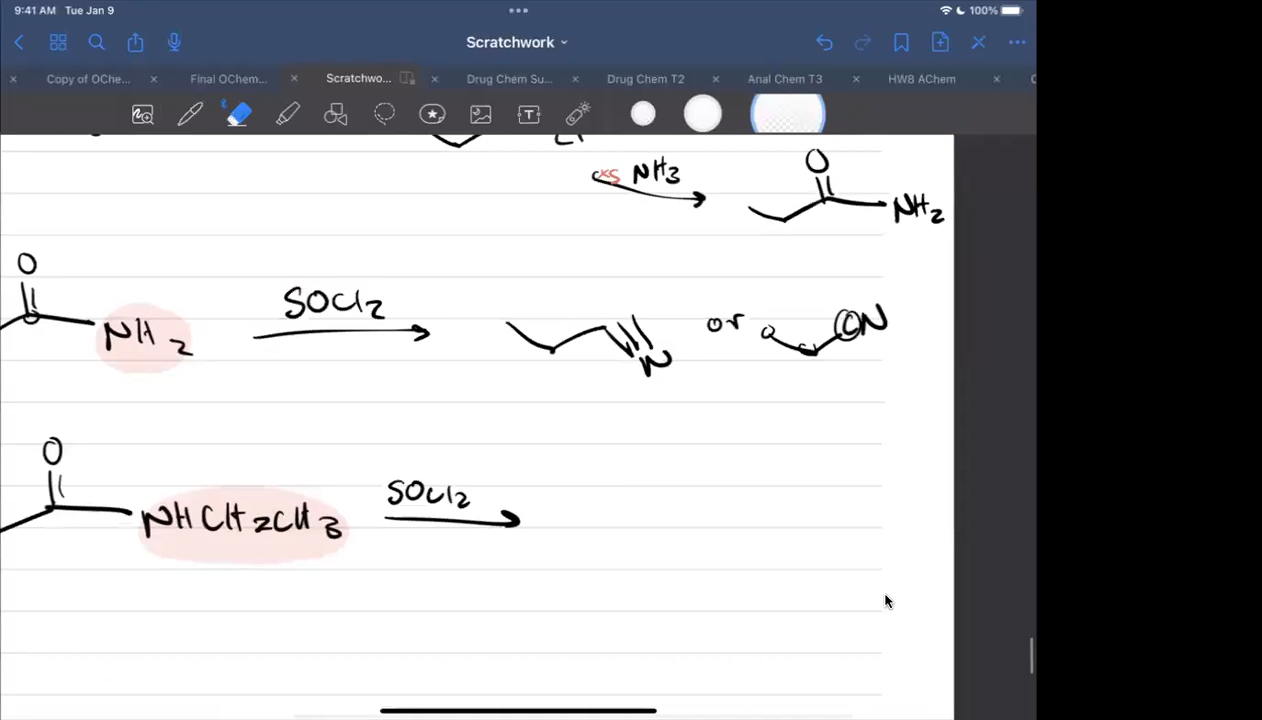 9:41 AM Tue Jan 9
100%
Scratchwork
Copy of OChe...
Final OChem...
Scratchwo...
Drug Chem Su...
Drug Chem T2
Anal Chem T3
HW8 AChem
xs NH3
O
NH2
O
NH2
SOCl2
N
or
CN
O
NHCH2CH3
SOCl2